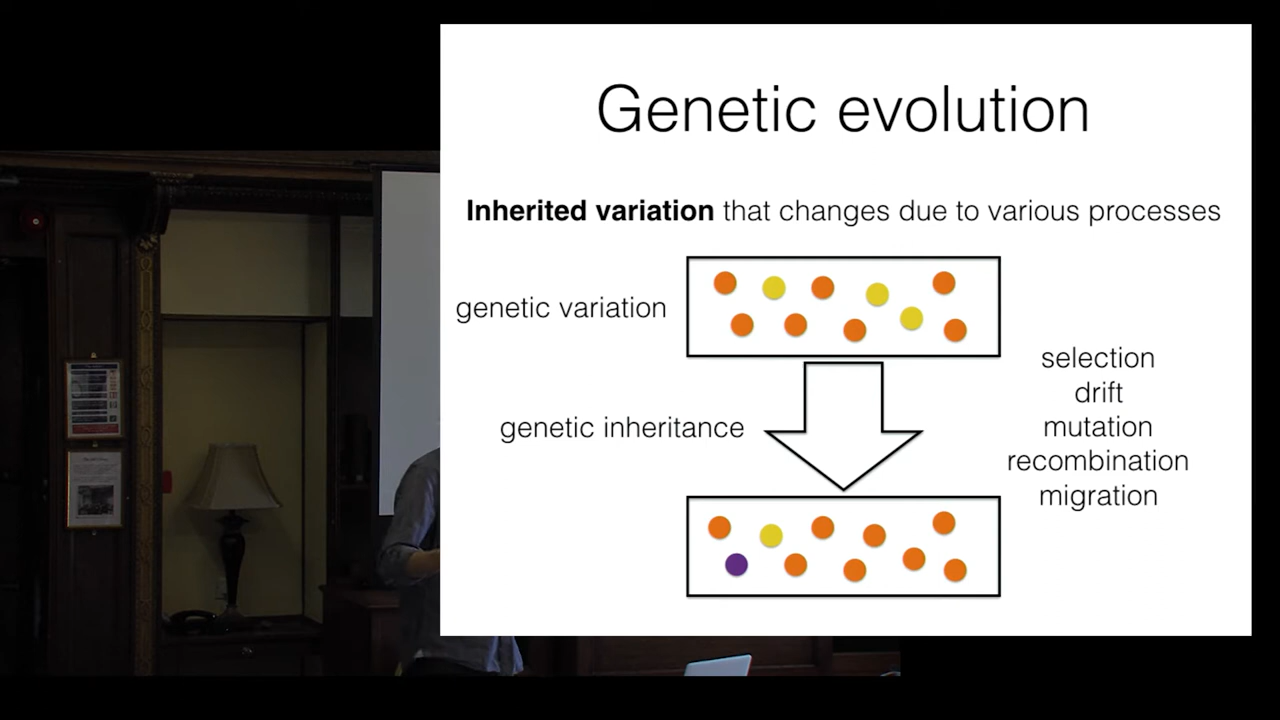 Genetic evolution
Inherited variation that changes due to various processes
genetic variation
genetic inheritance
selection
drift
mutation
recombination
migration